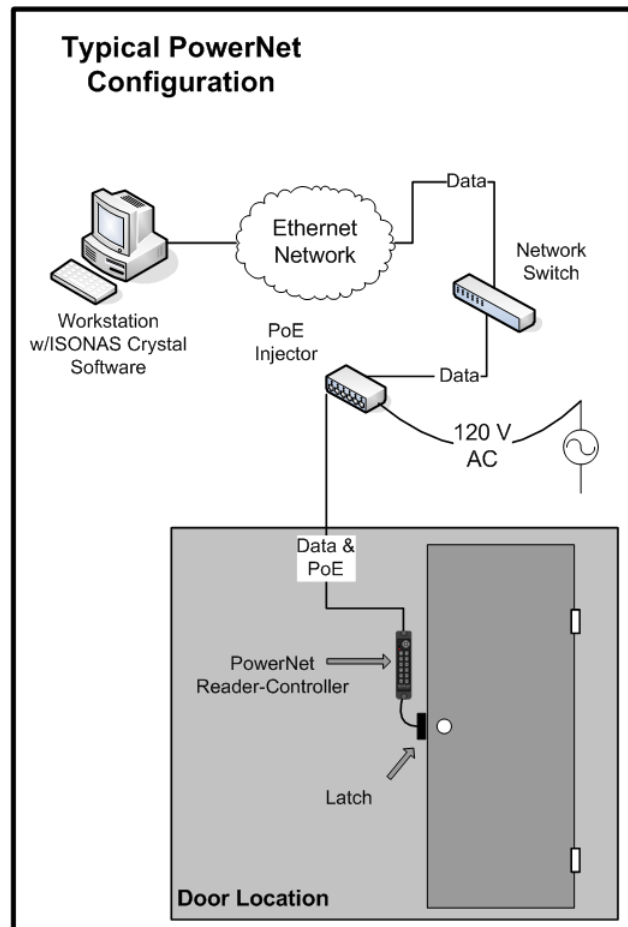 Typical PowerNet
Configuration
Data
Ethernet
Network
Network
Switch
Workstation
w/ISONAS Crystal
Software
PoE
Injector
Data
120 V
AC
Data &
PoE
PowerNet
Reader-Controller
Latch
Door Location